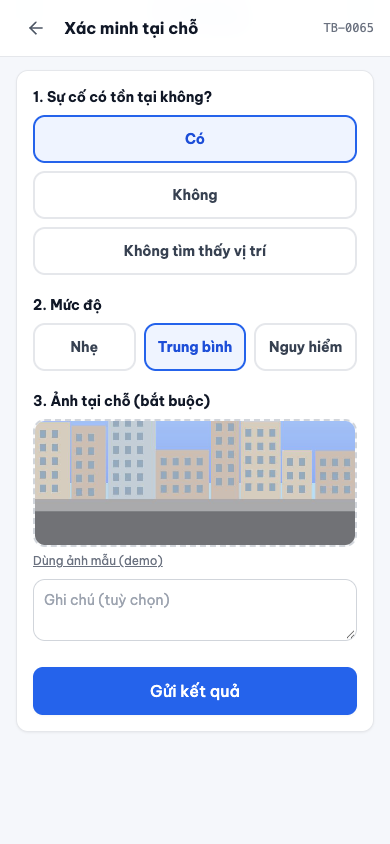 Xác minh tại chỗ
TB-0065
1. Sự cố có tồn tại không?
Có
Không
Không tìm thấy vị trí
2. Mức độ
Nhẹ
Trung bình
Nguy hiểm
3. Ảnh tại chỗ (bắt buộc)
Dùng ảnh mẫu (demo)
Ghi chú (tuỳ chọn)
Gửi kết quả